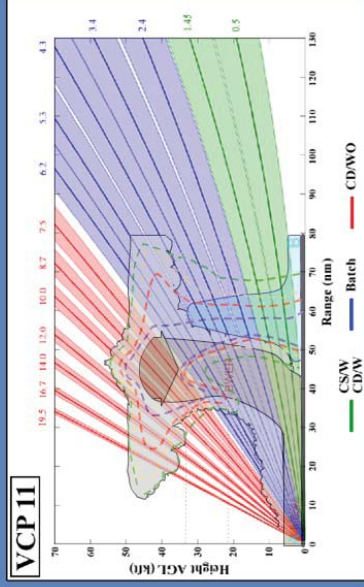 VCP 11
19.5 16.7 14.0 12.0 10.0 8.7 7.5 6.2 5.3 4.3 3.4 2.4 1.45 0.5
Height AGL (kft)
70
60
50
40
30
20
10
0
0 10 20 30 40 50 60 70 80 90 100 110 120 130
Range (nm)
CS/W
CD/W
Batch
CD/WO